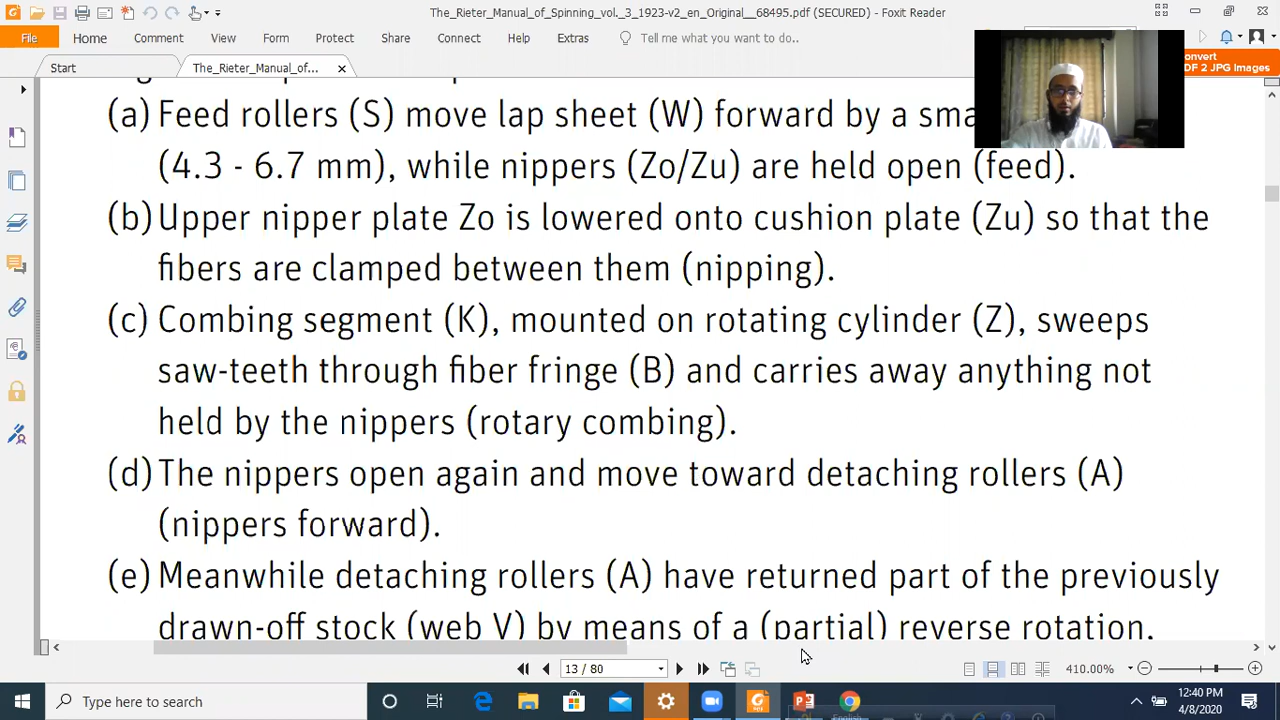 The_Rieter_Manual_of_Spinning_vol._3_1923-v2_en_Original__68495.pdf (SECURED) - Foxit Reader
File Home Comment View Form Protect Share Connect Help Extras Tell me what you want to do..
Start The_Rieter_Manual_of...
PDF 2 JPG Images
(a) Feed rollers (S) move lap sheet (W) forward by a
(4.3 - 6.7 mm), while nippers (Zo/Zu) are held open (feed).
(b) Upper nipper plate Zo is lowered onto cushion plate (Zu) so that the
fibers are clamped between them (nipping).
(c) Combing segment (K), mounted on rotating cylinder (Z), sweeps
saw-teeth through fiber fringe (B) and carries away anything not
held by the nippers (rotary combing).
(d) The nippers open again and move toward detaching rollers (A)
(nippers forward).
(e) Meanwhile detaching rollers (A) have returned part of the previously
drawn-off stock (web V) by means of a (partial) reverse rotation.
13 / 80 410.00%
Type here to search
12:40 PM
4/8/2020